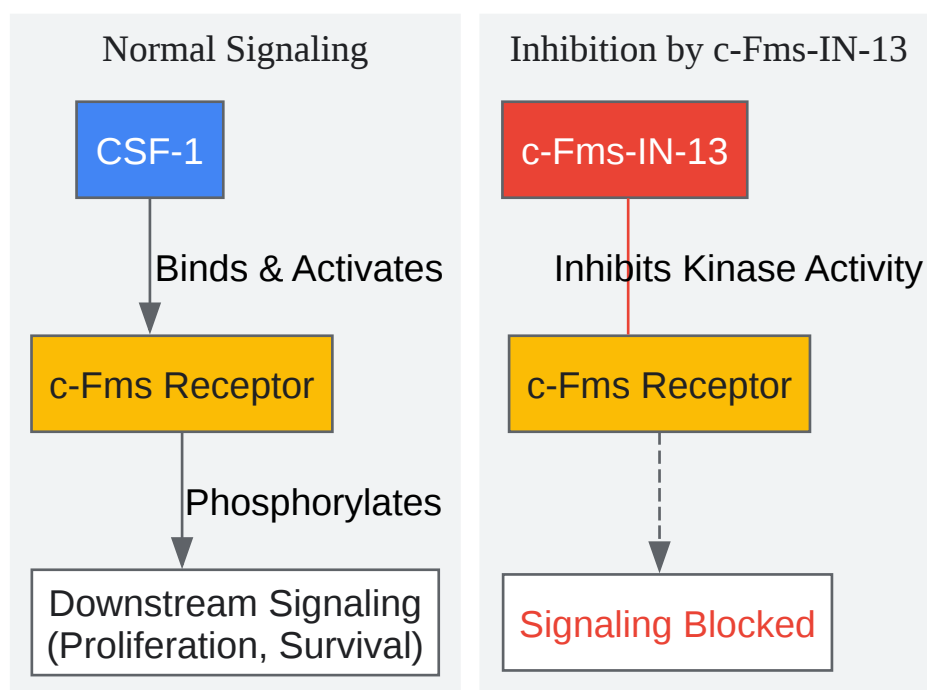 Normal Signaling
CSF-1
Binds & Activates
c-Fms Receptor
Phosphorylates
Downstream Signaling
(Proliferation, Survival)
Inhibition by c-Fms-IN-13
c-Fms-IN-13
Inhibits Kinase Activity
c-Fms Receptor
Signaling Blocked